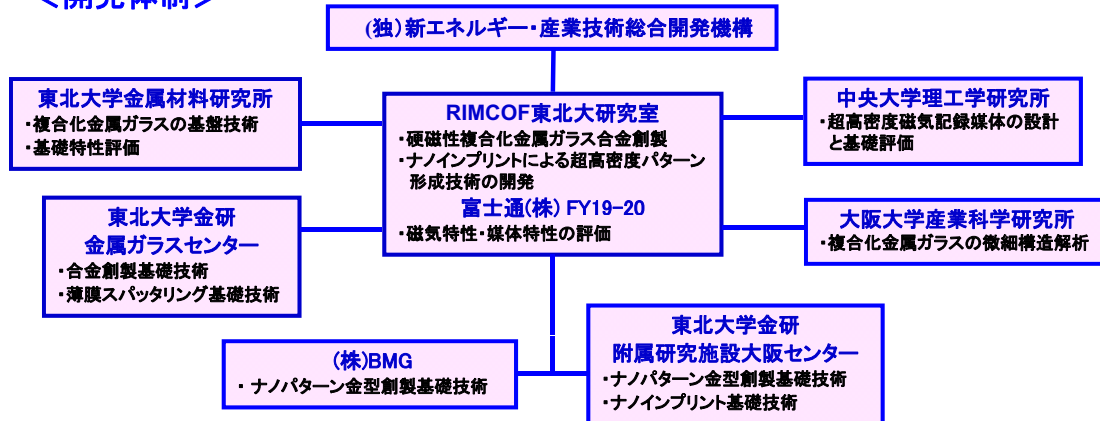 <開発体制>
(独)新エネルギー・産業技術総合開発機構
東北大学金属材料研究所
・複合化金属ガラスの基盤技術
・基礎特性評価
RIMCOF東北大研究室
・硬磁性複合化金属ガラス合金創製
・ナノインプリントによる超高密度パターン
形成技術の開発
富士通(株) FY19-20
・磁気特性・媒体特性の評価
中央大学理工学研究所
・超高密度磁気記録媒体の設計
と基礎評価
東北大学金研
金属ガラスセンター
・合金創製基礎技術
・薄膜スパッタリング基礎技術
大阪大学産業科学研究所
・複合化金属ガラスの微細構造解析
(株)BMG
・ナノパターン金型創製基礎技術
東北大学金研
附属研究施設大阪センター
・ナノパターン金型創製基礎技術
・ナノインプリント基礎技術